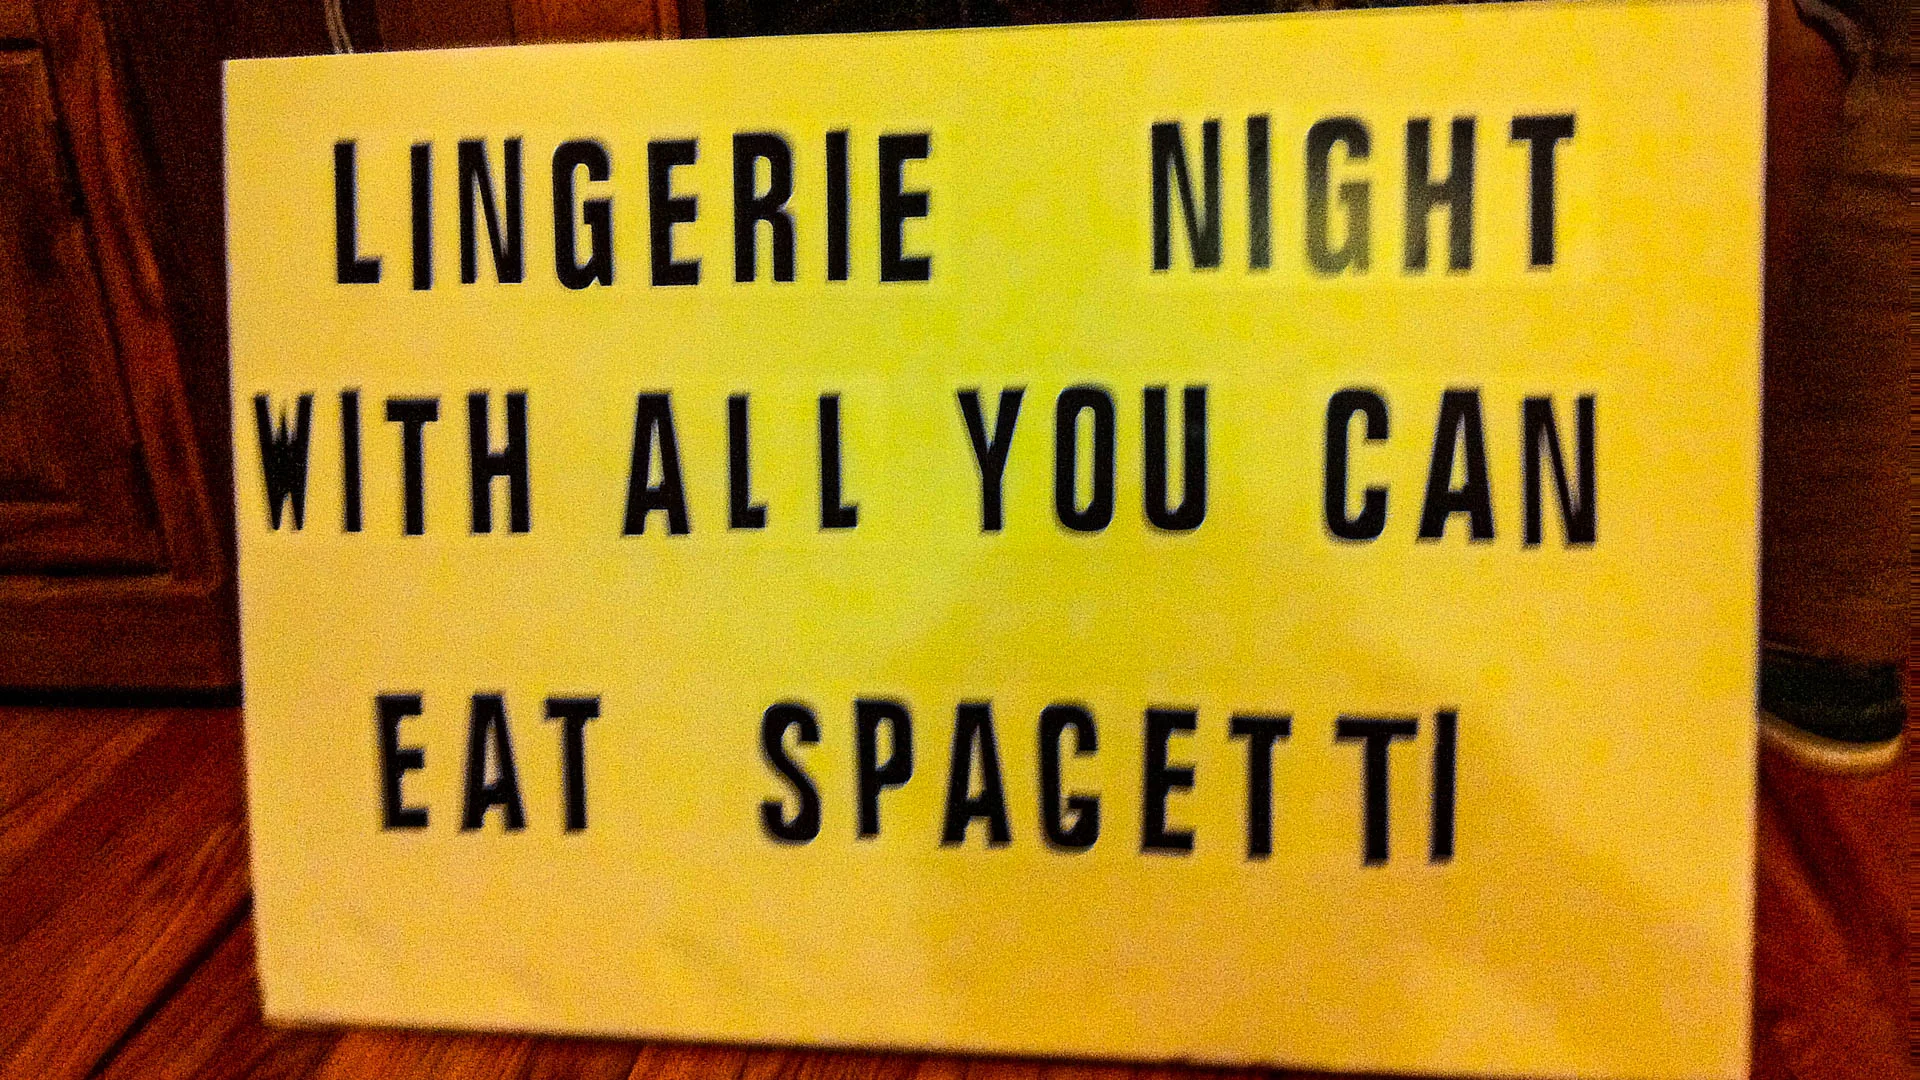 LINGERIE NIGHT
WITH ALL YOU CAN
EAT SPAGETTI